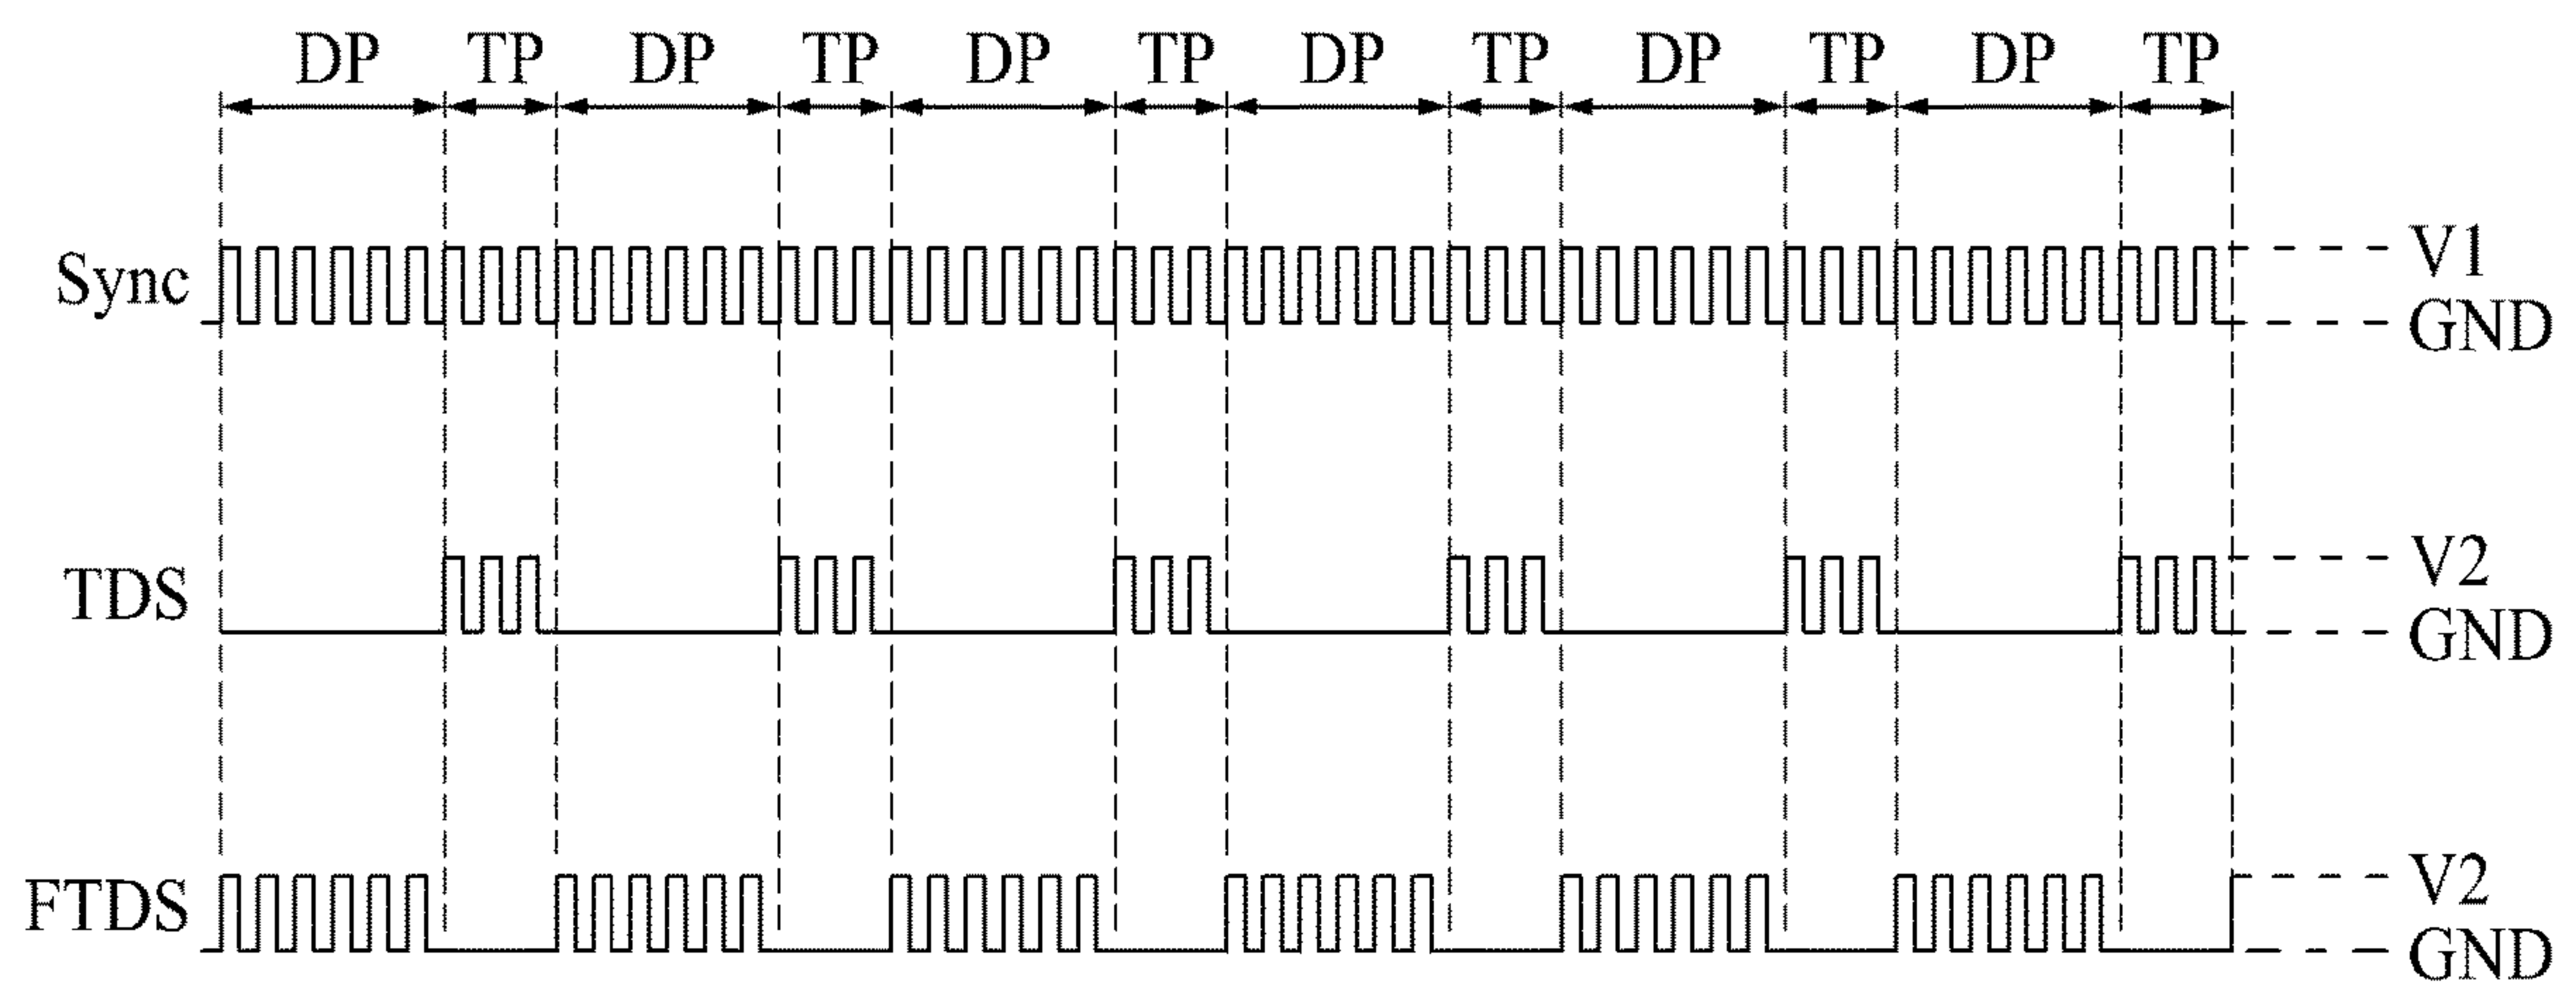 DP TP DP TP DP TP DP TP DP TP DP TP
Sync V1
GND
TDS V2
GND
FTDS V2
GND